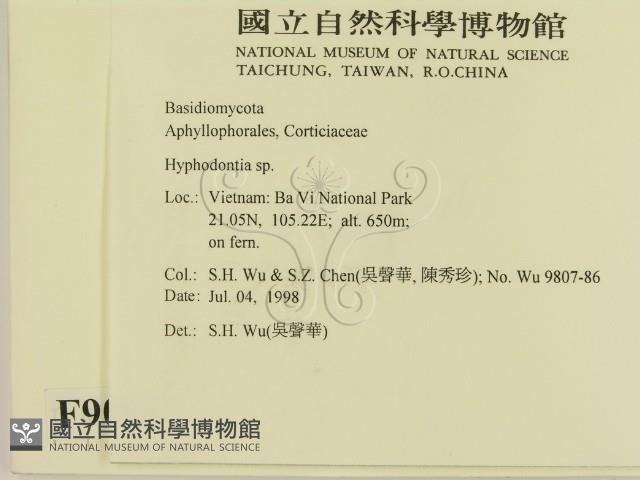 國立自然科學博物館
NATIONAL MUSEUM OF NATURAL SCIENCE
TAICHUNG, TAIWAN, R.O.CHINA
Basidiomycota
Aphyllophorales, Corticiaceae
Hyphodontia sp.
Loc.: Vietnam: Ba Vi National Park
21.05N, 105.22E; alt. 650m;
on fern.
Col.: S.H. Wu & S.Z. Chen(吳聲華, 陳秀珍); No. Wu 9807-86
Date: Jul. 04, 1998
Det.: S.H. Wu(吳聲華)
國立自然科學博物館
NATIONAL MUSEUM OF NATURAL SCIENCE